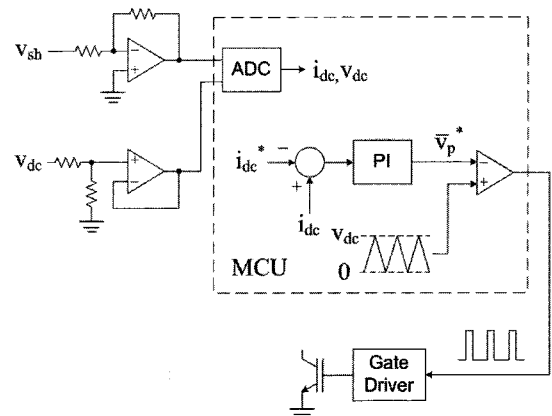 v_sh
ADC
i_dc, v_dc
v_dc
i_dc*
−
+
i_dc
PI
v̄_p*
−
+
−
+
−
+
v_dc
0
MCU
Gate
Driver